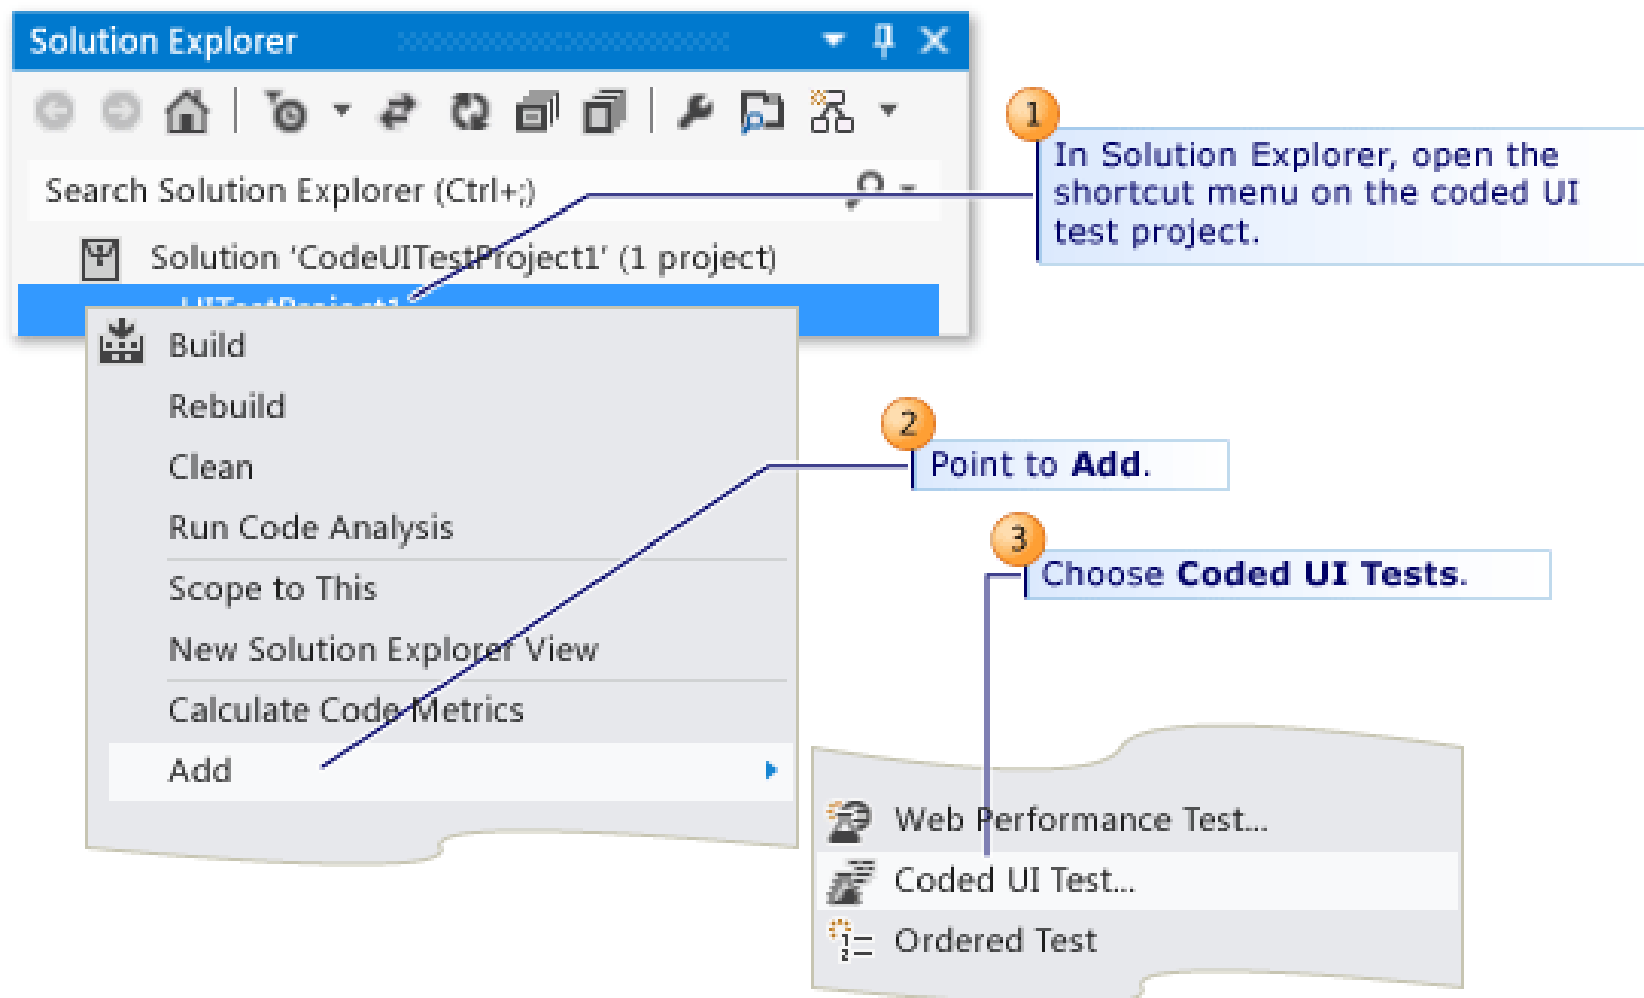 Solution Explorer
Search Solution Explorer (Ctrl+;)
Solution 'CodeUITestProject1' (1 project)
UITestProject1
Build
Rebuild
Clean
Run Code Analysis
Scope to This
New Solution Explorer View
Calculate Code Metrics
Add
1
In Solution Explorer, open the
shortcut menu on the coded UI
test project.
2
Point to Add.
3
Choose Coded UI Tests.
Web Performance Test...
Coded UI Test...
Ordered Test